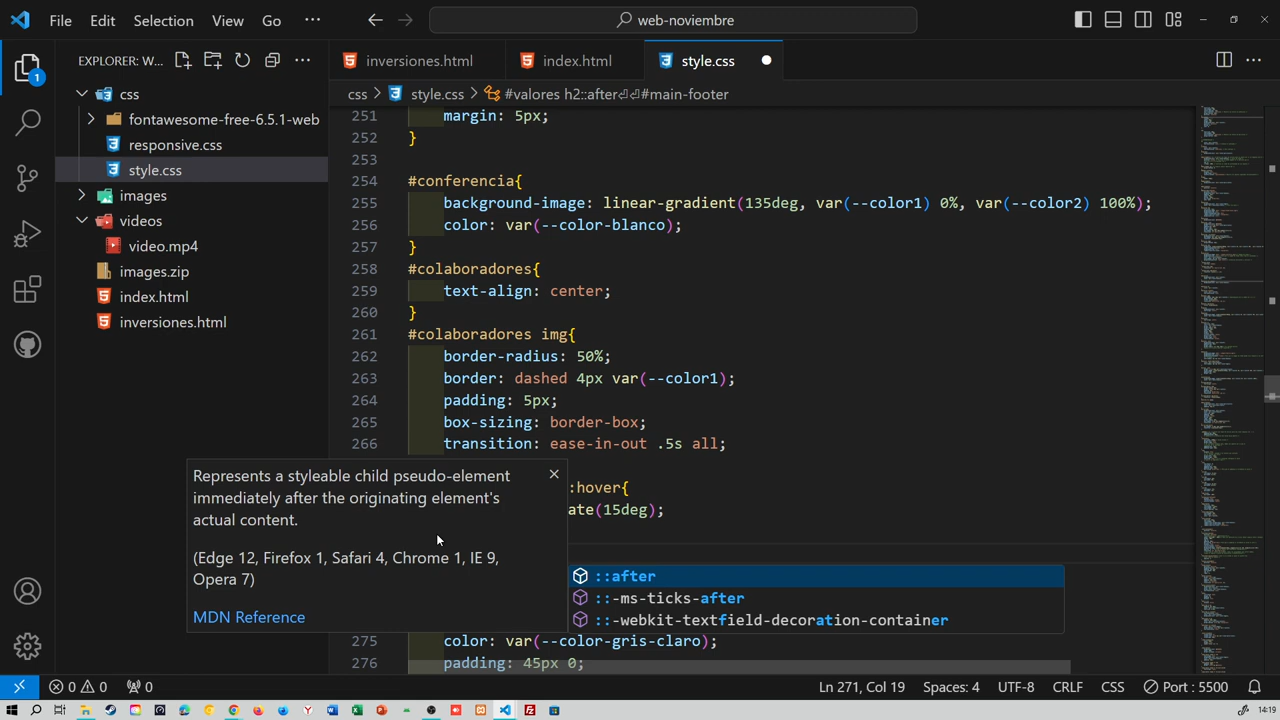 File Edit Selection View Go ··· web-noviembre
EXPLORER: W... ···
inversiones.html
index.html
style.css
css > style.css > #valores h2::after⏎⏎#main-footer
1
css
fontawesome-free-6.5.1-web
responsive.css
style.css
images
videos
video.mp4
images.zip
index.html
inversiones.html
251 margin: 5px;
252 }
253
254 #conferencia{
255 background-image: linear-gradient(135deg, var(--color1) 0%, var(--color2) 100%);
256 color: var(--color-blanco);
257 }
258 #colaboradores{
259 text-align: center;
260 }
261 #colaboradores img{
262 border-radius: 50%;
263 border: dashed 4px var(--color1);
264 padding: 5px;
265 box-sizing: border-box;
266 transition: ease-in-out .5s all;
:hover{
ate(15deg);
Represents a styleable child pseudo-element
immediately after the originating element's
actual content.
(Edge 12, Firefox 1, Safari 4, Chrome 1, IE 9,
Opera 7)
MDN Reference
::after
::-ms-ticks-after
::-webkit-textfield-decoration-container
275 color: var(--color-gris-claro);
276 padding: 15px 0;
0 0 0
Ln 271, Col 19 Spaces: 4 UTF-8 CRLF CSS Port : 5500
14:19